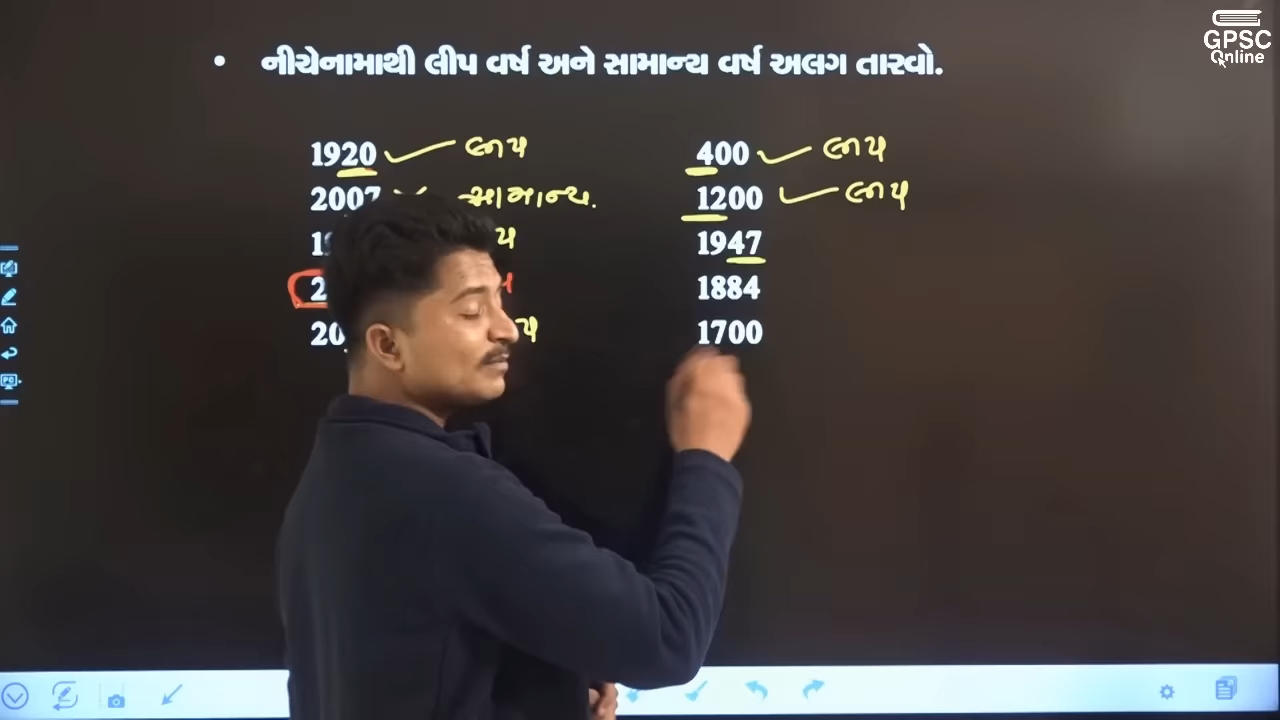 GPSC
Online
• નીચેનામાથી લીપ વર્ષ અને સામાન્ય વર્ષ અલગ તારવો.
1920 લીપ
2007 સામાન્ય.
400 લીપ
1200 લીપ
1947
1884
1700